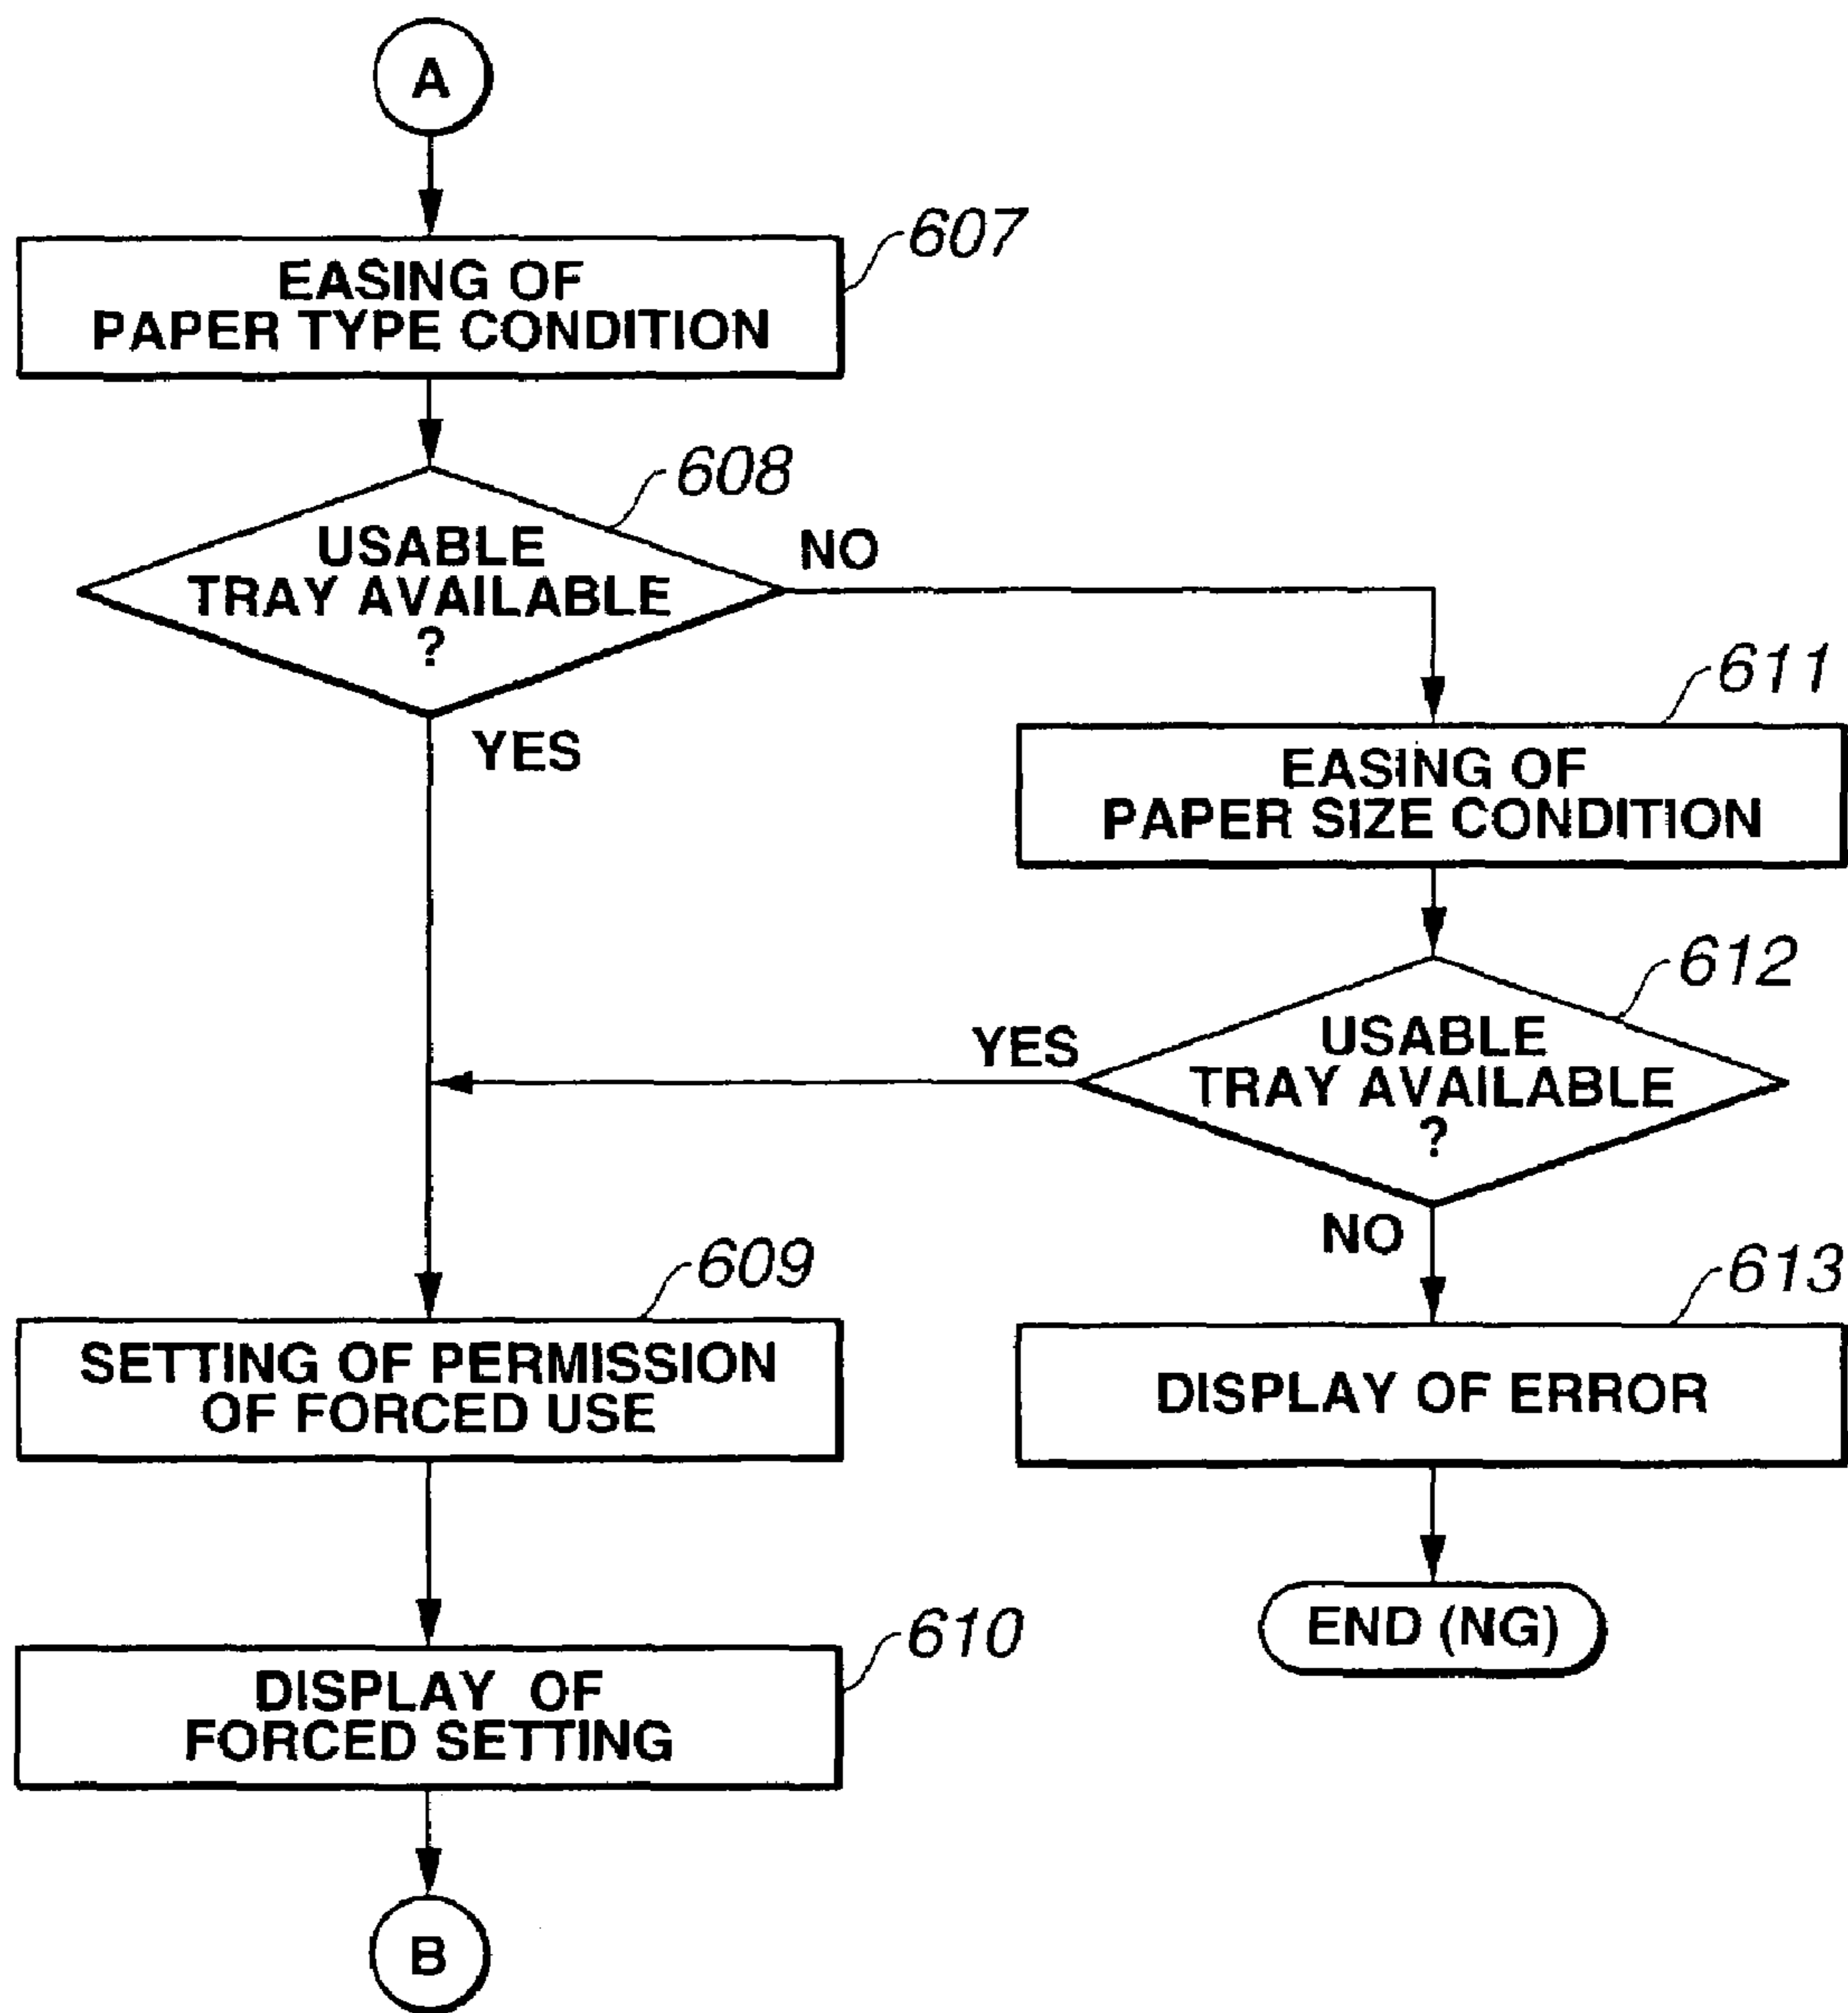 A
607
EASING OF
PAPER TYPE CONDITION
608
USABLE
TRAY AVAILABLE
?
NO
YES
611
EASING OF
PAPER SIZE CONDITION
612
USABLE
TRAY AVAILABLE
?
YES
NO
609
SETTING OF PERMISSION
OF FORCED USE
613
DISPLAY OF ERROR
END (NG)
610
DISPLAY OF
FORCED SETTING
B